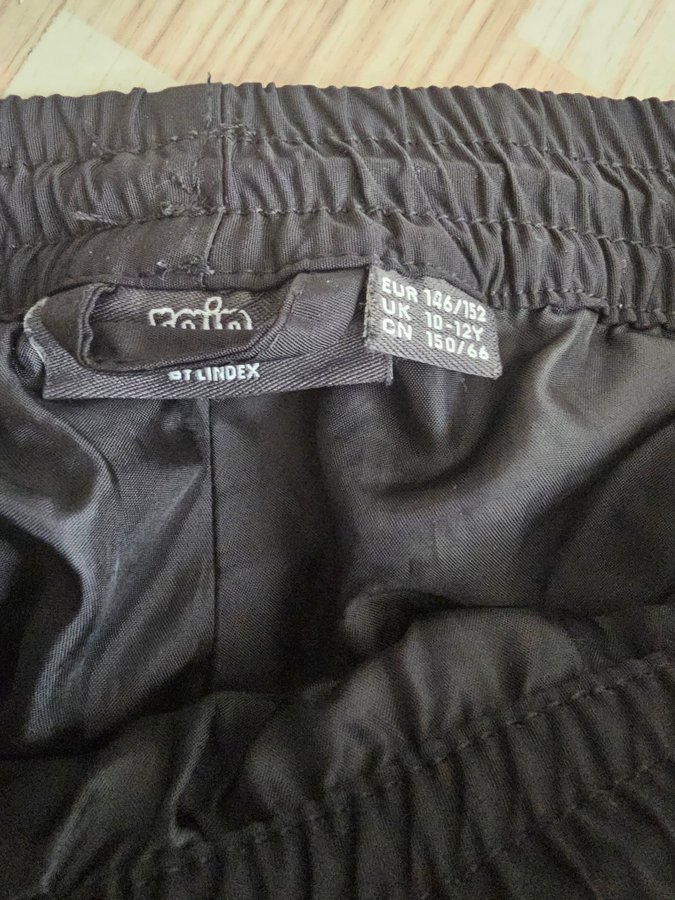 BY LINDEX
EUR 146/152
UK 10-12Y
CN 150/66